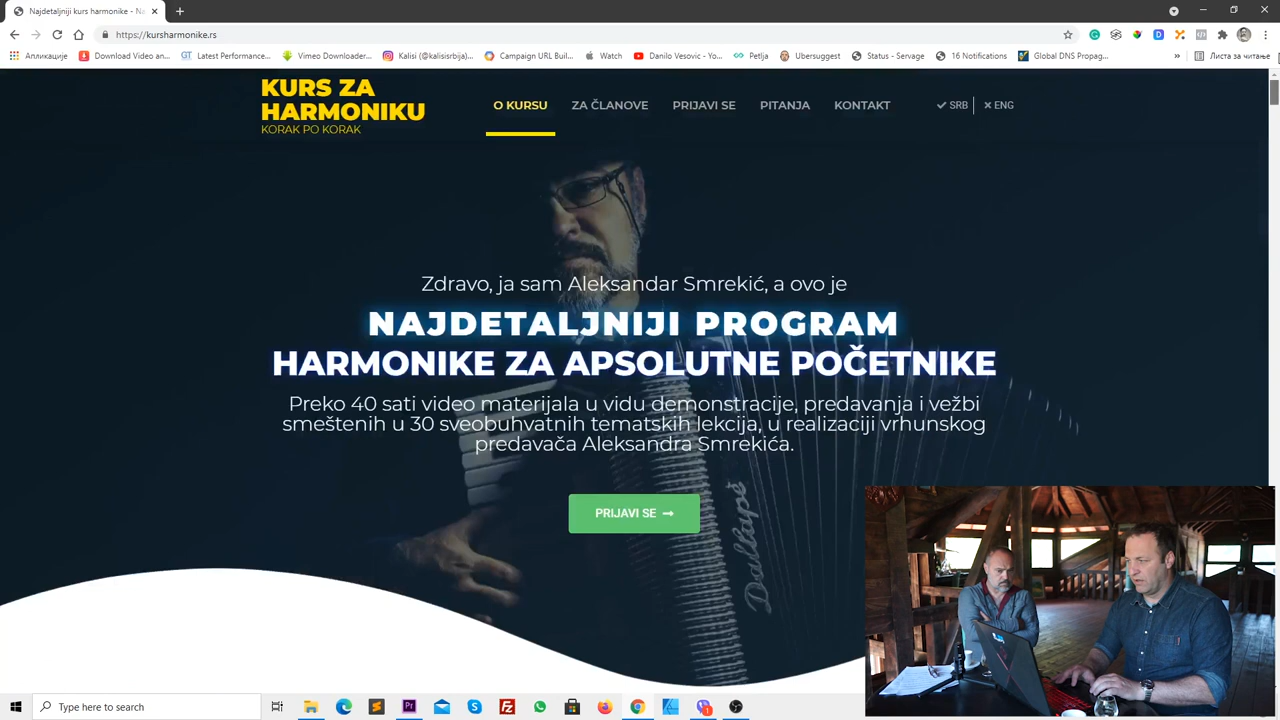 Najdetaljniji kurs harmonike - Na
https://kursharmonike.rs
Апликације
Download Video an...
Latest Performance...
Vimeo Downloader...
Kalisi (@kalisisrbija)...
Campaign URL Buil...
Watch
Danilo Vesovic - Yo...
Petlja
Ubersuggest
Status - Servage
16 Notifications
Global DNS Propag...
»
Листа за читање
KURS ZA
HARMONIKU
KORAK PO KORAK
O KURSU
ZA ČLANOVE
PRIJAVI SE
PITANJA
KONTAKT
SRB
ENG
Zdravo, ja sam Aleksandar Smrekić, a ovo je
NAJDETALJNIJI PROGRAM
HARMONIKE ZA APSOLUTNE POČETNIKE
Preko 40 sati video materijala u vidu demonstracije, predavanja i vežbi
smeštenih u 30 sveobuhvatnih tematskih lekcija, u realizaciji vrhunskog
predavača Aleksandra Smrekića.
PRIJAVI SE →
Dallapé
Type here to search